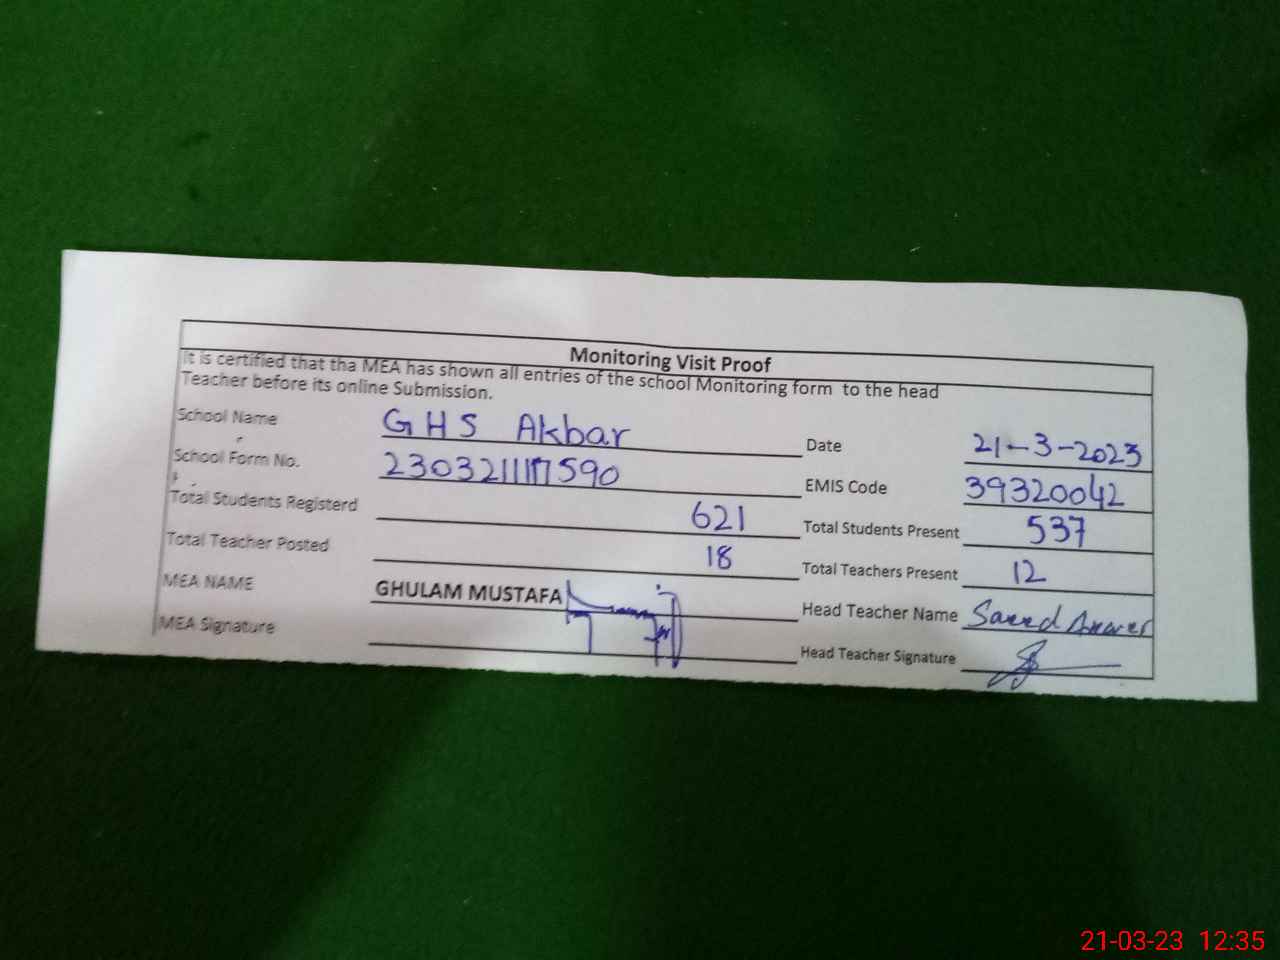 Monitoring Visit Proof
It is certified that tha MEA has shown all entries of the school Monitoring form to the head
Teacher before its online Submission.
School Name GHS Akbar Date 21-3-2023
School Form No. EMIS Code 39320042
Total Students Registerd 621 Total Students Present 537
Total Teacher Posted 18 Total Teachers Present 12
MEA NAME GHULAM MUSTAFA Head Teacher Name Saeed Anwer
MEA Signature Head Teacher Signature
21-03-23 12:35